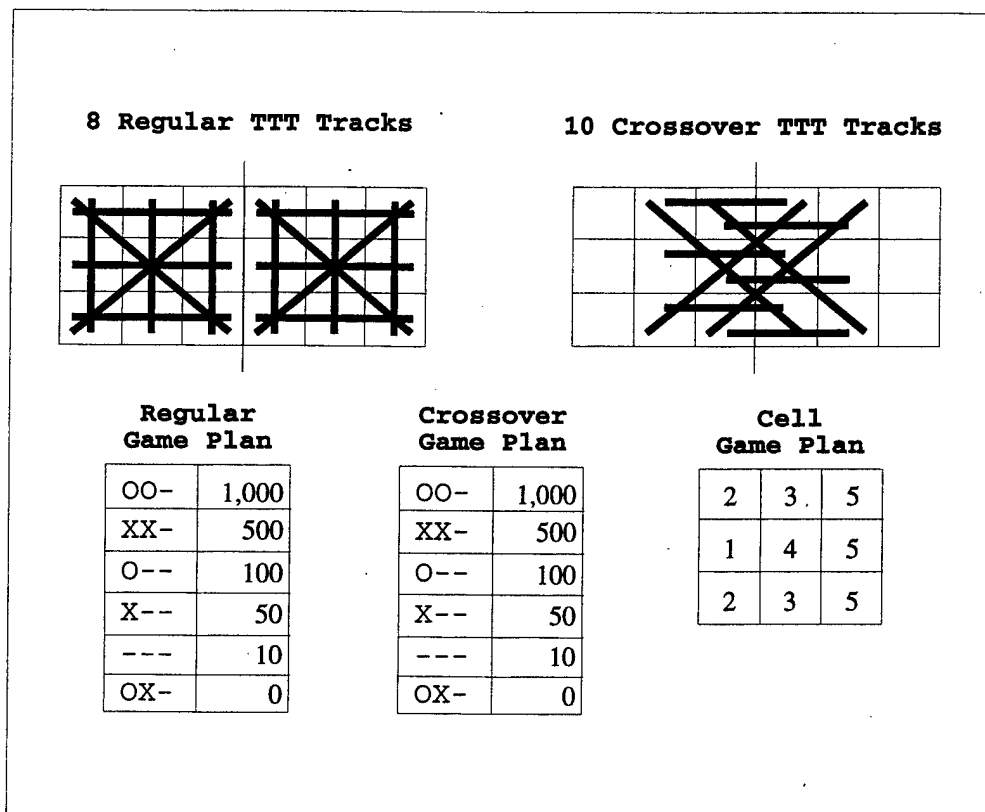 8 Regular TTT Tracks
10 Crossover TTT Tracks
Regular
Game Plan
OO- 1,000
XX- 500
O-- 100
X-- 50
--- 10
OX- 0
Crossover
Game Plan
OO- 1,000
XX- 500
O-- 100
X-- 50
--- 10
OX- 0
Cell
Game Plan
2 3 5
1 4 5
2 3 5